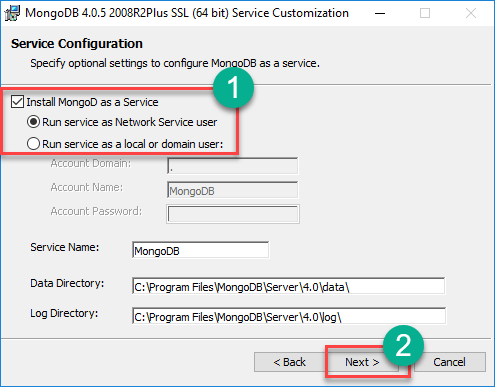 MongoDB 4.0.5 2008R2Plus SSL (64 bit) Service Customization
Service Configuration
Specify optional settings to configure MongoDB as a service.
1
Install MongoD as a Service
Run service as Network Service user
Run service as a local or domain user:
Account Domain: .
Account Name: MongoDB
Account Password:
Service Name: MongoDB
Data Directory: C:\Program Files\MongoDB\Server\4.0\data\
Log Directory: C:\Program Files\MongoDB\Server\4.0\log\
2
< Back Next > Cancel